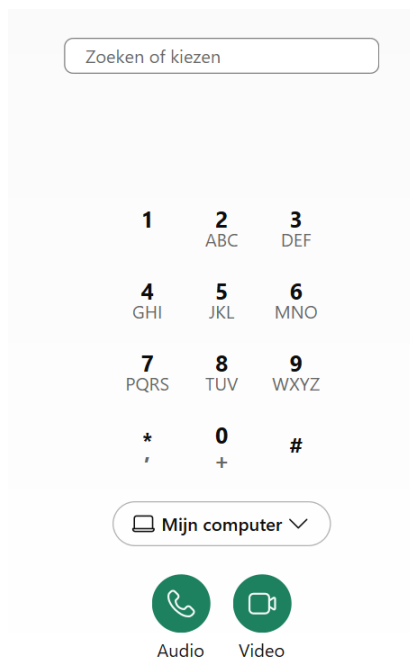 Zoeken of kiezen
1 2 3
ABC DEF
4 5 6
GHI JKL MNO
7 8 9
PQRS TUV WXYZ
* 0 #
, +
Mijn computer
Audio Video